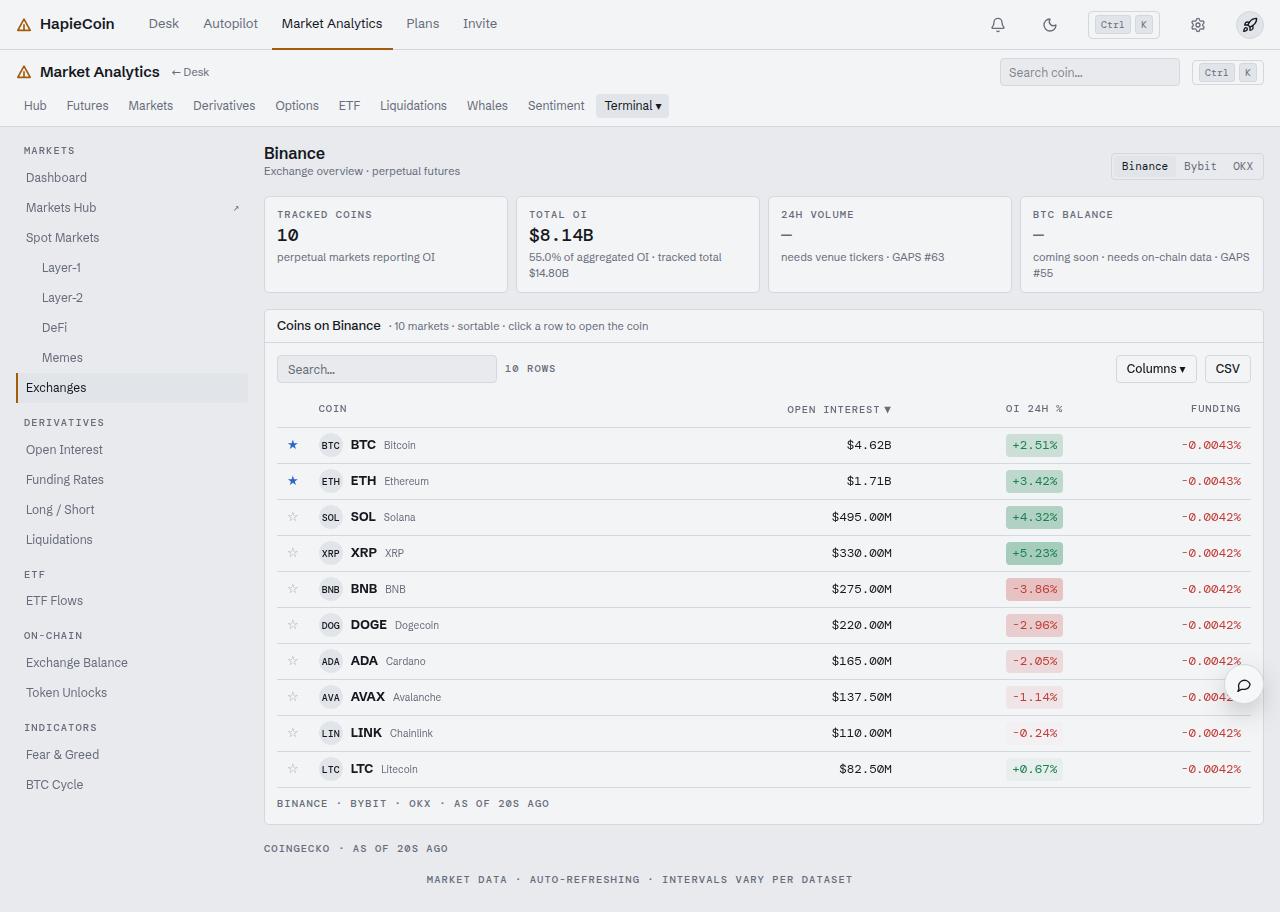 HapieCoin
Desk
Autopilot
Market Analytics
Plans
Invite
Ctrl K
Market Analytics
← Desk
Search coin...
Ctrl K
Hub
Futures
Markets
Derivatives
Options
ETF
Liquidations
Whales
Sentiment
Terminal ▾
MARKETS
Dashboard
Markets Hub ↗
Spot Markets
Layer-1
Layer-2
DeFi
Memes
Exchanges
DERIVATIVES
Open Interest
Funding Rates
Long / Short
Liquidations
ETF
ETF Flows
ON-CHAIN
Exchange Balance
Token Unlocks
INDICATORS
Fear & Greed
BTC Cycle
Binance
Exchange overview · perpetual futures
Binance Bybit OKX
TRACKED COINS
10
perpetual markets reporting OI
TOTAL OI
$8.14B
55.0% of aggregated OI · tracked total
$14.80B
24H VOLUME
—
needs venue tickers · GAPS #63
BTC BALANCE
—
coming soon · needs on-chain data · GAPS
#55
Coins on Binance · 10 markets · sortable · click a row to open the coin
Search...
10 ROWS
Columns ▾
CSV
COIN OPEN INTEREST ▼ OI 24H % FUNDING
★ BTC BTC Bitcoin $4.62B +2.51% -0.0043%
★ ETH ETH Ethereum $1.71B +3.42% -0.0043%
☆ SOL SOL Solana $495.00M +4.32% -0.0042%
☆ XRP XRP XRP $330.00M +5.23% -0.0042%
☆ BNB BNB BNB $275.00M -3.86% -0.0042%
☆ DOG DOGE Dogecoin $220.00M -2.96% -0.0042%
☆ ADA ADA Cardano $165.00M -2.05% -0.0042%
☆ AVA AVAX Avalanche $137.50M -1.14%
☆ LIN LINK Chainlink $110.00M -0.24% -0.0042%
☆ LTC LTC Litecoin $82.50M +0.67% -0.0042%
BINANCE · BYBIT · OKX · AS OF 20S AGO
COINGECKO · AS OF 20S AGO
MARKET DATA · AUTO-REFRESHING · INTERVALS VARY PER DATASET